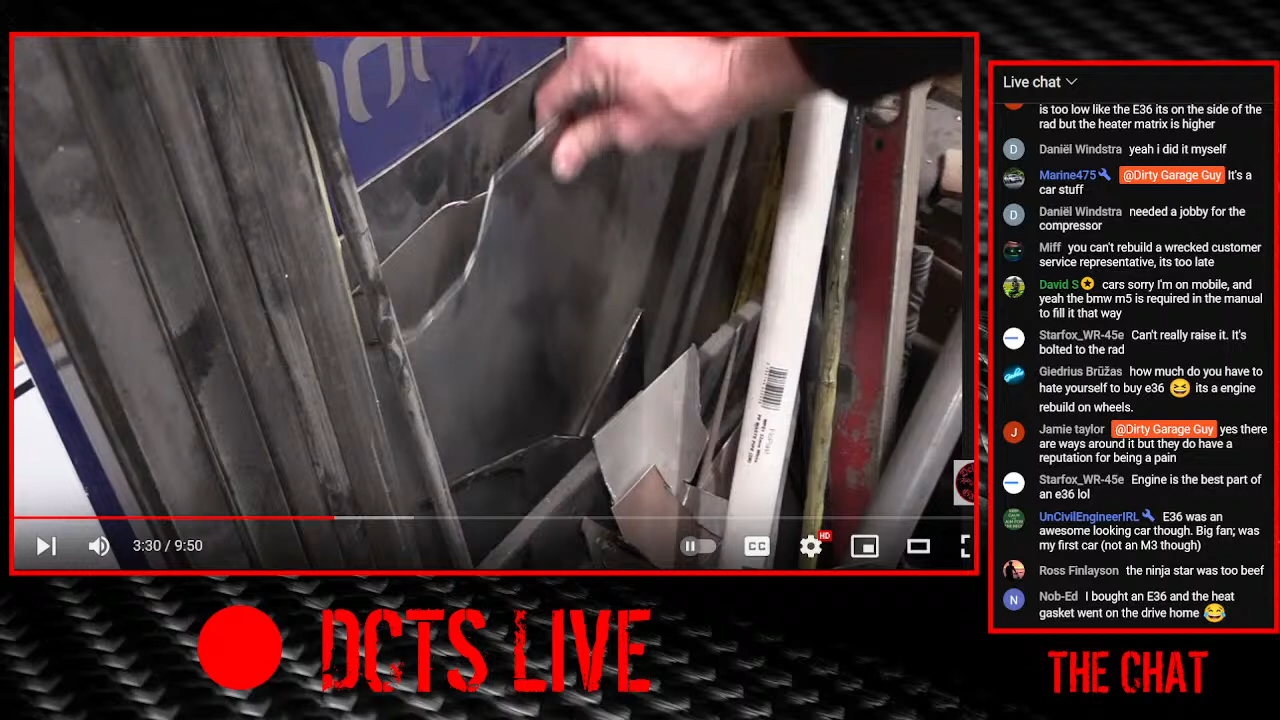 Live chat
is too low like the E36 its on the side of the
rad but the heater matrix is higher
D Daniël Windstra yeah i did it myself
Marine475 @Dirty Garage Guy It's a
car stuff
D Daniël Windstra needed a jobby for the
compressor
Miff you can't rebuild a wrecked customer
service representative, its too late
David S cars sorry I'm on mobile, and
yeah the bmw m5 is required in the manual
to fill it that way
Starfox_WR-45e Can't really raise it. It's
bolted to the rad
Giedrius Brūžas how much do you have to
hate yourself to buy e36 😆 its a engine
rebuild on wheels.
J Jamie taylor @Dirty Garage Guy yes there
are ways around it but they do have a
reputation for being a pain
Starfox_WR-45e Engine is the best part of
an e36 lol
UnCivilEngineerIRL E36 was an
awesome looking car though. Big fan; was
my first car (not an M3 though)
Ross Finlayson the ninja star was too beef
N Nob-Ed I bought an E36 and the heat
gasket went on the drive home 😂
3:30 / 9:50
CC
HD
DCTS LIVE
THE CHAT